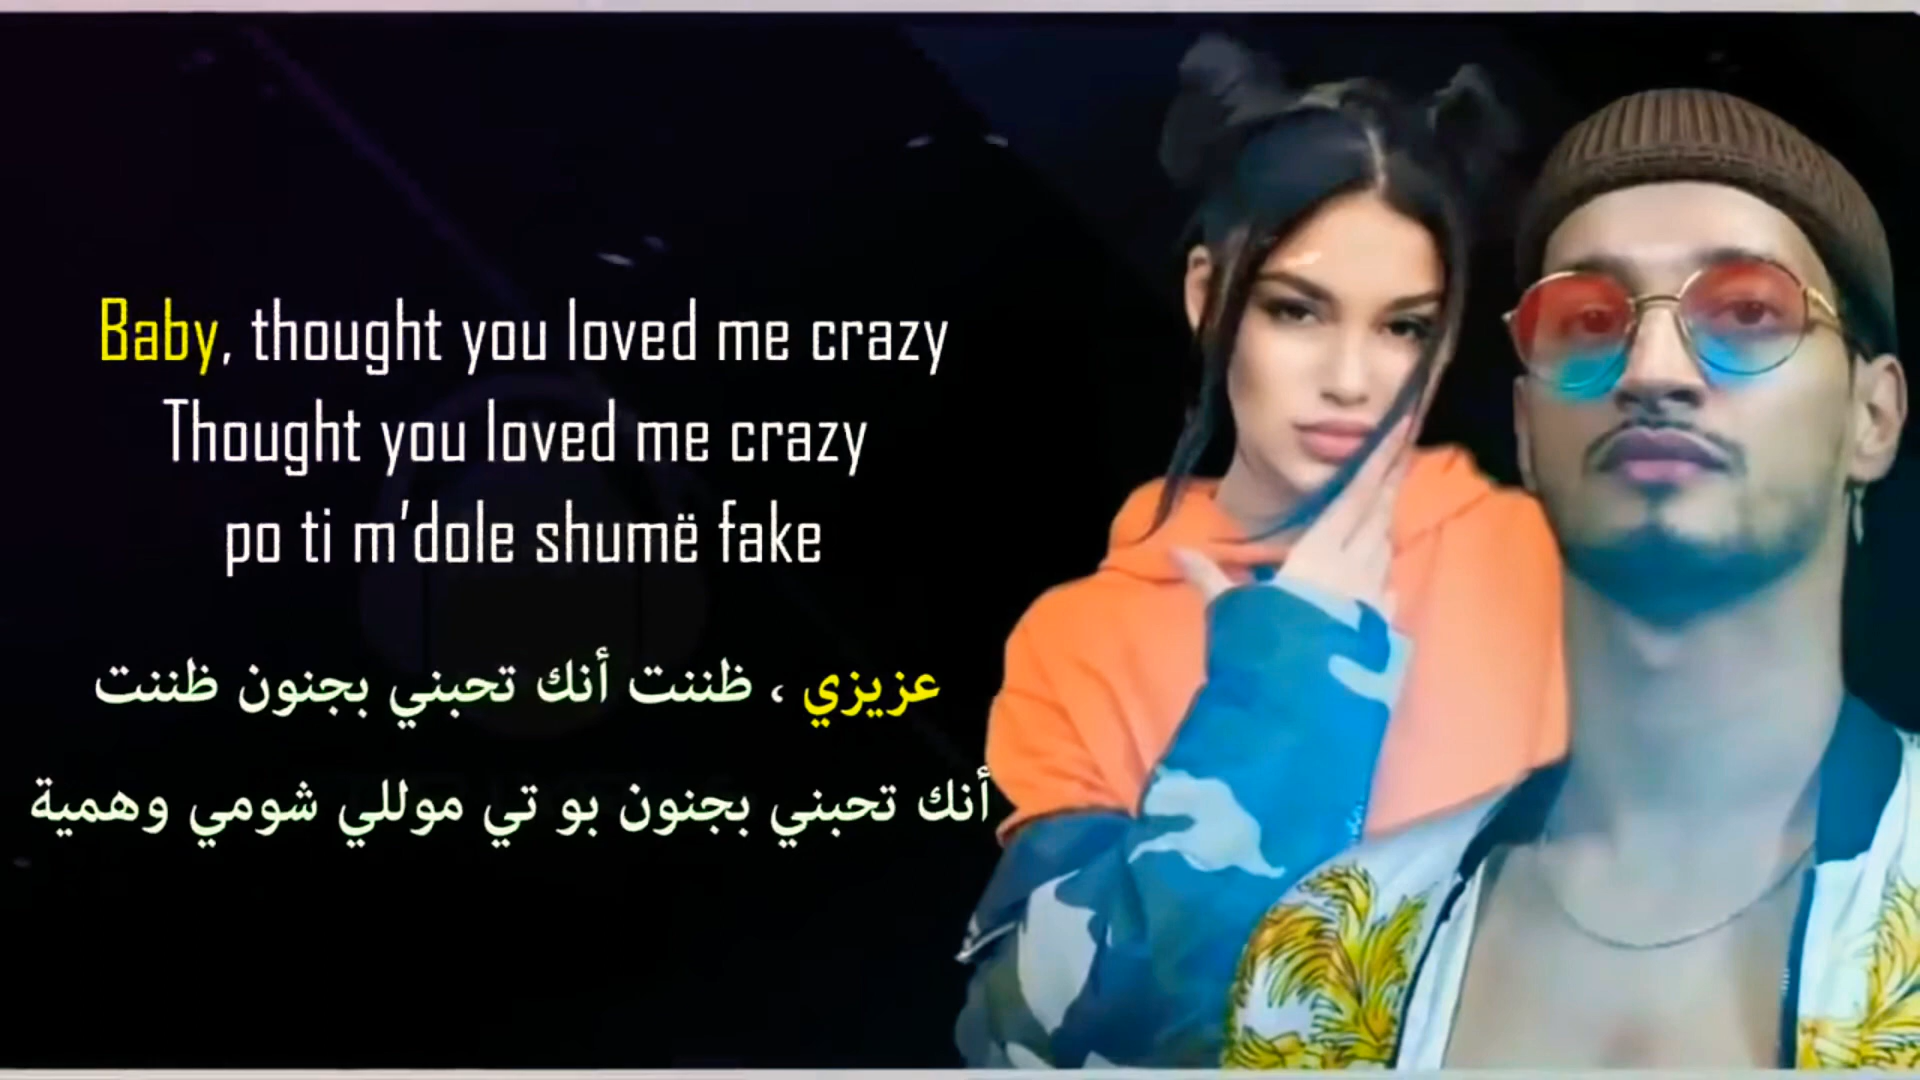 Baby, thought you loved me crazy
Thought you loved me crazy
po ti m'dole shumë fake
عزيزي ، ظننت أنك تحبني بجنون ظننت
أنك تحبني بجنون بو تي موللي شومي وهمية